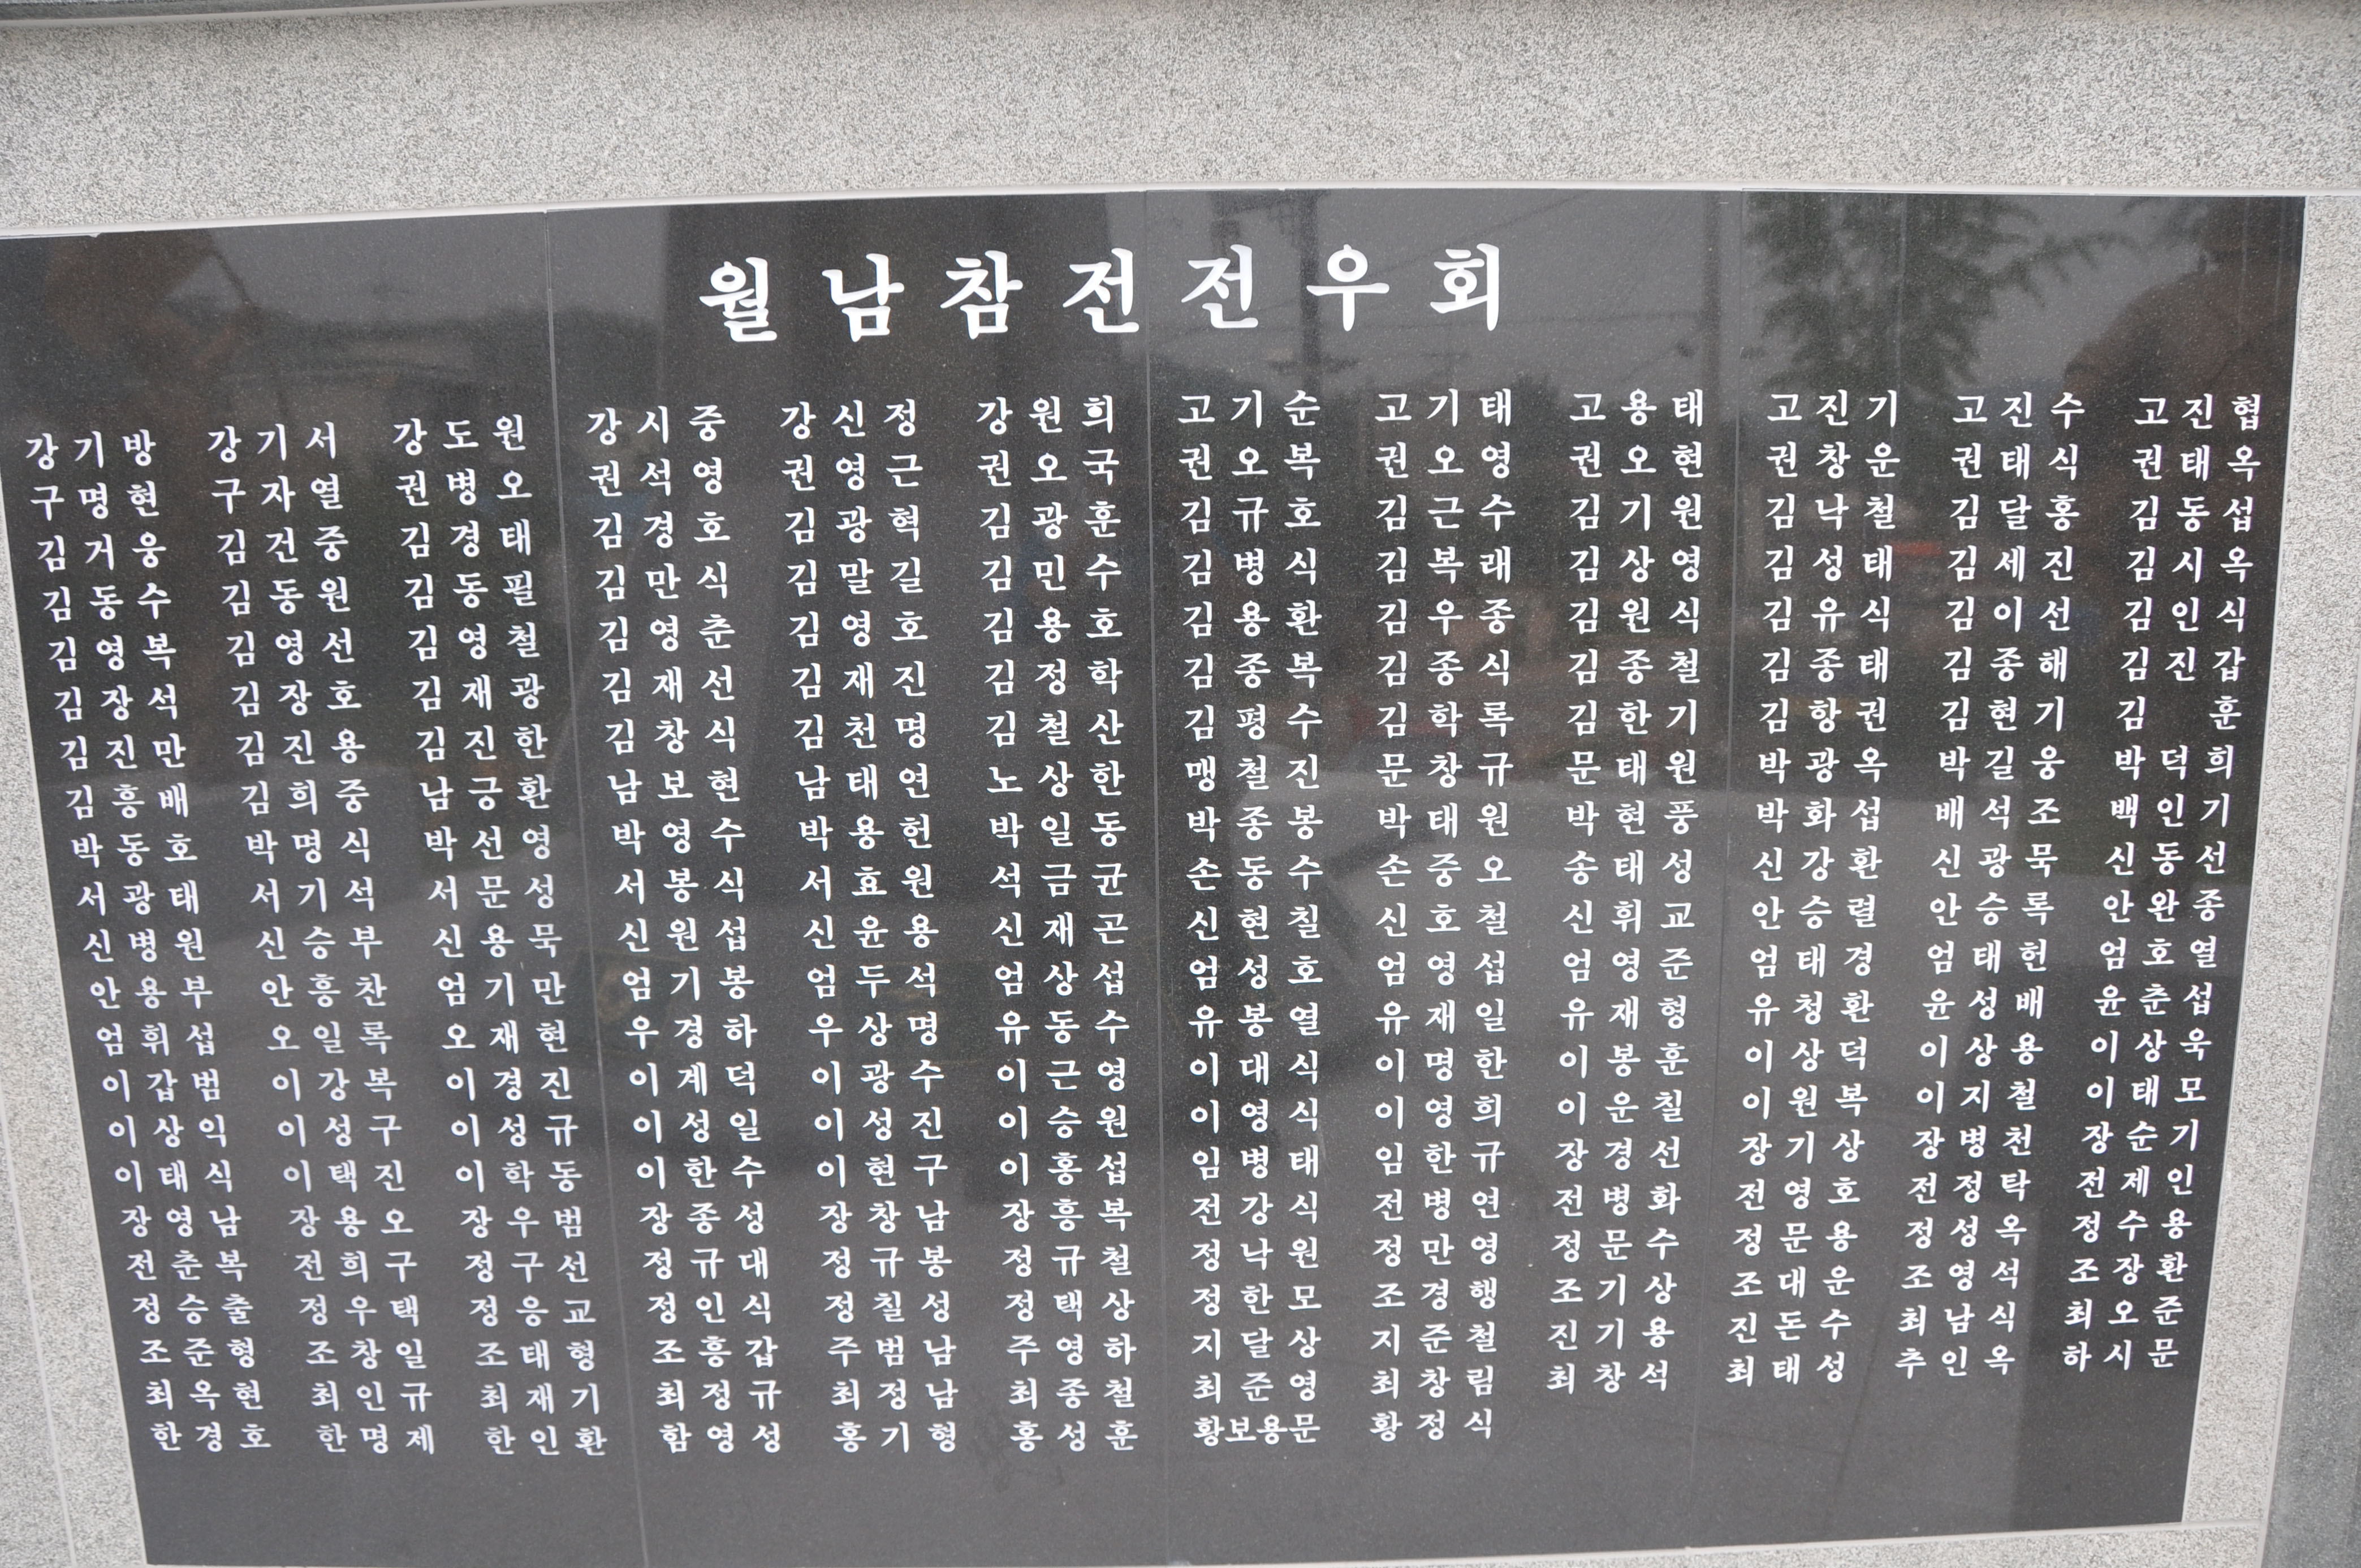 월남참전전우회
강기방 강기서 강도원 강시중 강신정 강원희 고기순 고기태 고용태 고진기 고진수 고진협
구명현 구자열 권병오 권석영 권영근 권오국 권오복 권오영 권오현 권창운 권태식 권태옥
김거웅 김건중 김경태 김경호 김광혁 김광훈 김규호 김근수 김기원 김낙철 김달홍 김동섭
김동수 김동원 김동필 김만식 김말길 김민수 김병식 김복래 김상영 김성태 김세진 김시옥
김영복 김영선 김영철 김영춘 김영호 김용호 김용환 김우종 김원식 김유식 김이선 김인식
김장석 김장호 김재광 김재선 김재진 김정학 김종복 김종식 김종철 김종태 김종해 김진갑
김진만 김진용 김진한 김창식 김천명 김철산 김평수 김학록 김한기 김항권 김현기 김훈
김흥배 김희중 남긍환 남보현 남태연 노상한 맹철진 문창규 문태원 박광옥 박길웅 박덕희
박동호 박명식 박선영 박영수 박용헌 박일동 박종봉 박태원 박현풍 박화섭 배석조 백인기
서광태 서기석 서문성 서봉식 서효원 석금균 손동수 손중오 송태성 신강환 신광묵 신동선
신병원 신승부 신용묵 신원섭 신윤용 신재곤 신현칠 신호철 신휘교 안승렬 안승록 안완종
안용부 안흥찬 엄기만 엄기봉 엄두석 엄상섭 엄성호 엄영섭 엄영준 엄태경 엄태헌 엄호열
엄휘섭 오일록 오재현 우경하 우상명 유동수 유봉열 유재일 유재형 유청환 윤성배 윤춘섭
이갑범 이강복 이경진 이계덕 이광수 이근영 이대식 이명한 이봉훈 이상덕 이상용 이상욱
이상익 이성구 이성규 이성일 이성진 이승원 이영식 이영희 이운칠 이원복 이지철 이태모
이태식 이택진 이학동 이한수 이현구 이홍섭 임병태 임한규 장경선 장기상 장병천 장순기
장영남 장용오 장우범 장종성 장창남 장흥복 전강식 전병연 전병화 전영호 전정탁 전제인
전춘복 전희구 정구선 정규대 정규봉 정규철 정낙원 정만영 정문수 정문용 정성옥 정수용
정승출 정우택 정응교 정인식 정칠성 정택상 정한모 조경행 조기상 조대운 조영석 조장환
조준형 조창일 조태형 조흥갑 주범남 주영하 지달상 지준철 진기용 진돈수 최남식 최오준
최옥현 최인규 최재기 최정규 최정남 최종철 최준영 최창림 최창석 최태성 추인옥 하시문
한경호 한명제 한인환 함영성 홍기형 홍성훈 황보용문 황정식